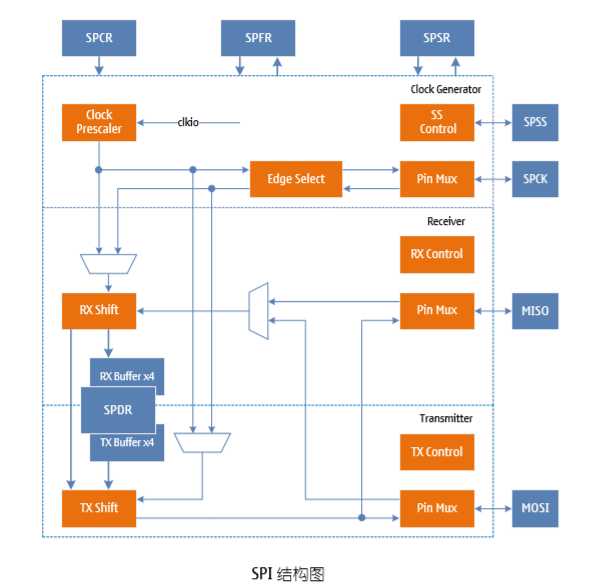 SPCR
SPFR
SPSR
Clock Generator
Clock
Prescaler
clkio
SS
Control
SPSS
Edge Select
Pin Mux
SPCK
Receiver
RX Control
RX Shift
Pin Mux
MISO
RX Buffer x4
SPDR
TX Buffer x4
Transmitter
TX Control
TX Shift
Pin Mux
MOSI
SPI 结构图